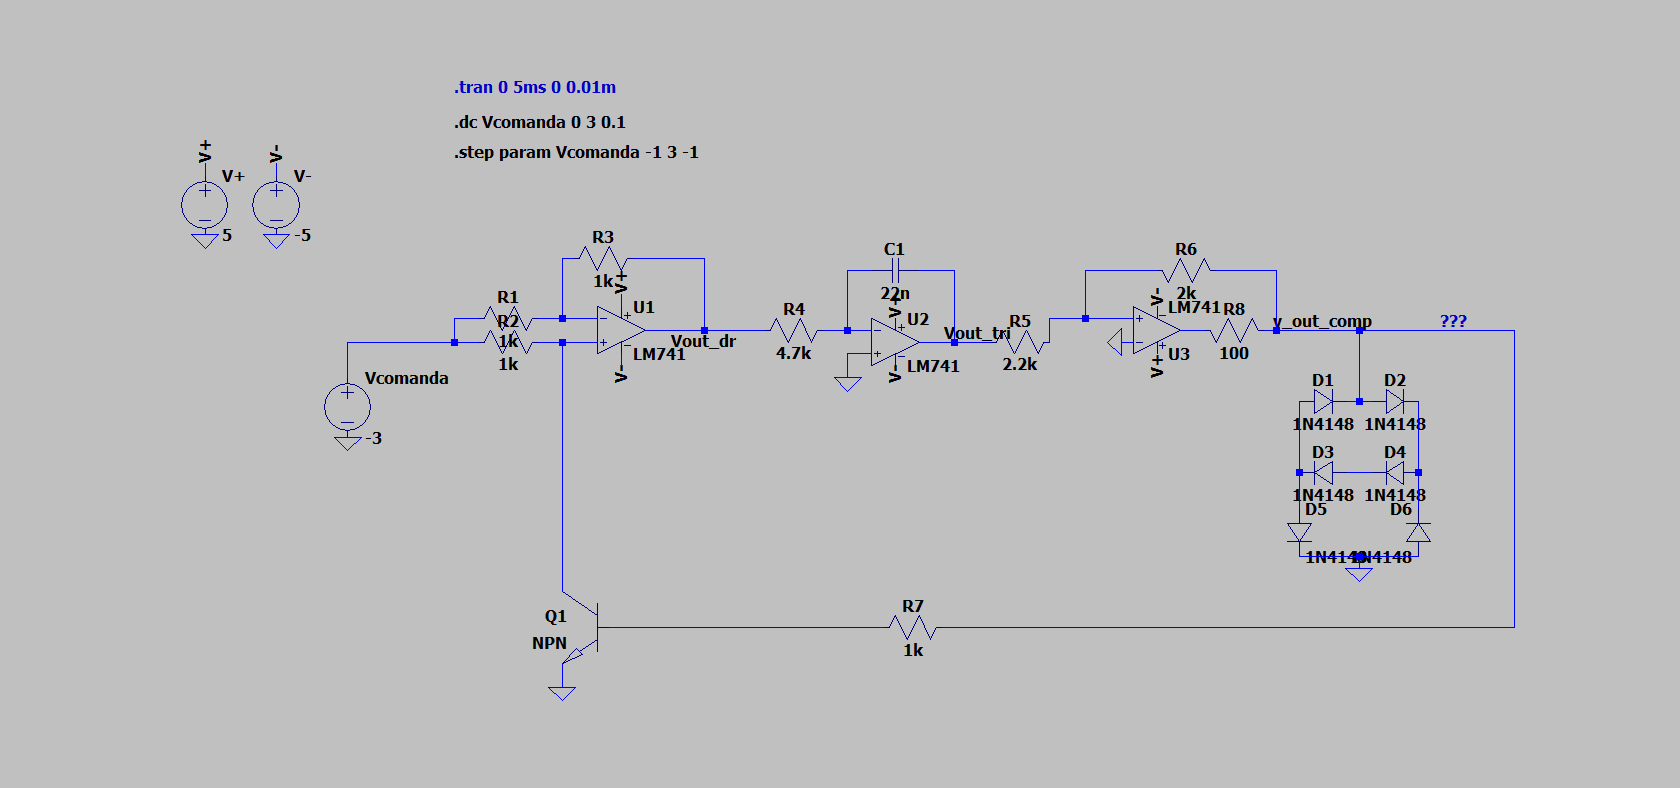 .tran 0 5ms 0 0.01m
.dc Vcomanda 0 3 0.1
.step param Vcomanda -1 3 -1
V+
V-
V+
V-
5
-5
R3
1k
V+
R1
1k
R2
1k
U1
LM741
V-
Vout_dr
Vcomanda
-3
R4
4.7k
C1
22n
V+
U2
LM741
V-
Vout_tri
R5
2.2k
R6
2k
V-
LM741
U3
V+
R8
100
v_out_comp
???
D1
D2
1N4148
1N4148
D3
D4
1N4148
1N4148
D5
D6
1N4148
1N4148
Q1
NPN
R7
1k